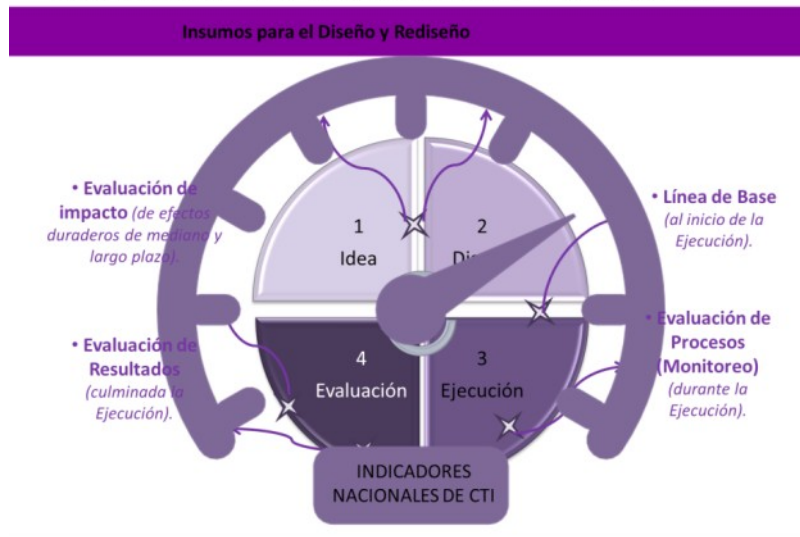 Insumos para el Diseño y Rediseño
• Evaluación de
impacto (de efectos
duraderos de mediano y
largo plazo).
1
Idea
2
• Línea de Base
(al inicio de la
Ejecución).
• Evaluación de
Resultados
(culminada la
Ejecución).
4
Evaluación
3
Ejecución
• Evaluación de
Procesos
(Monitoreo)
(durante la
Ejecución).
INDICADORES
NACIONALES DE CTI